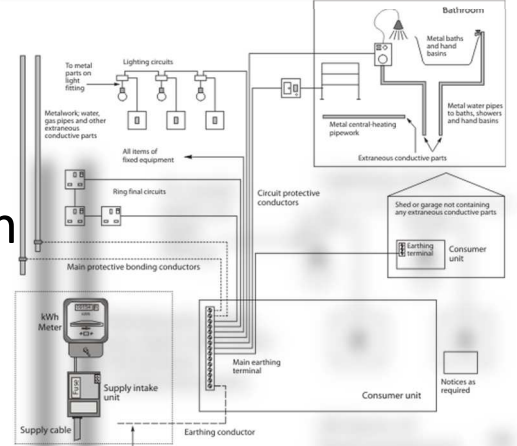 Bathroom
To metal
parts on
light
fitting
Lighting circuits
Metal baths
and hand
basins
Metalwork; water,
gas pipes and other
extraneous
conductive parts
Metal water pipes
to baths, showers
and hand basins
Metal central-heating
pipework
All items of
fixed equipment
Extraneous conductive parts
Ring final circuits
Circuit protective
conductors
Shed or garage not containing
any extraneous conductive parts
n
Earthing
terminal
Consumer
unit
Main protective bonding conductors
kWh
Meter
Main earthing
terminal
Fuse
Supply intake
unit
Notices as
required
Consumer unit
Supply cable
Earthing conductor